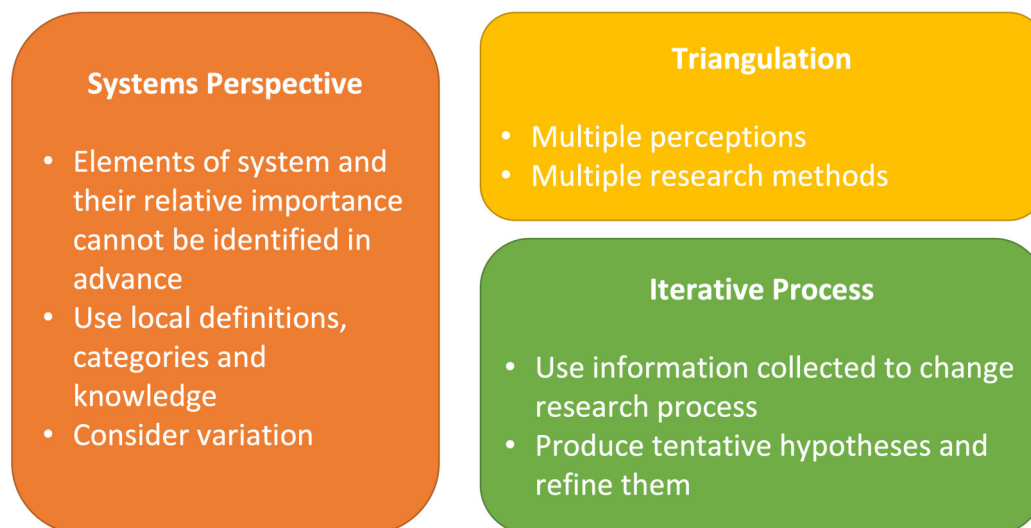 Systems Perspective
• Elements of system and
their relative importance
cannot be identified in
advance
• Use local definitions,
categories and
knowledge
• Consider variation
Triangulation
• Multiple perceptions
• Multiple research methods
Iterative Process
• Use information collected to change
research process
• Produce tentative hypotheses and
refine them